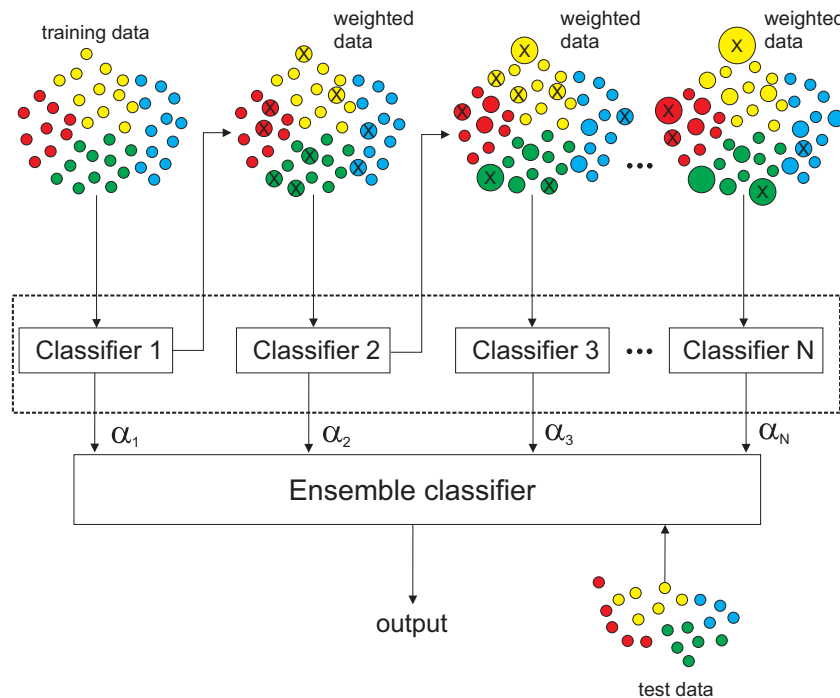 training data
weighted
data
weighted
data
weighted
data
X X X X X X X X X
X X X X X X X
X X X X X
...
Classifier 1
Classifier 2
Classifier 3
...
Classifier N
α1
α2
α3
αN
Ensemble classifier
output
test data